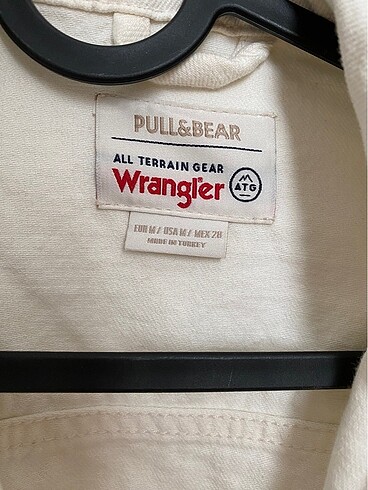 PULL&BEAR
ALL TERRAIN GEAR
Wrangler
ATG
EUR M / USA M / MEX 28
MADE IN TURKEY